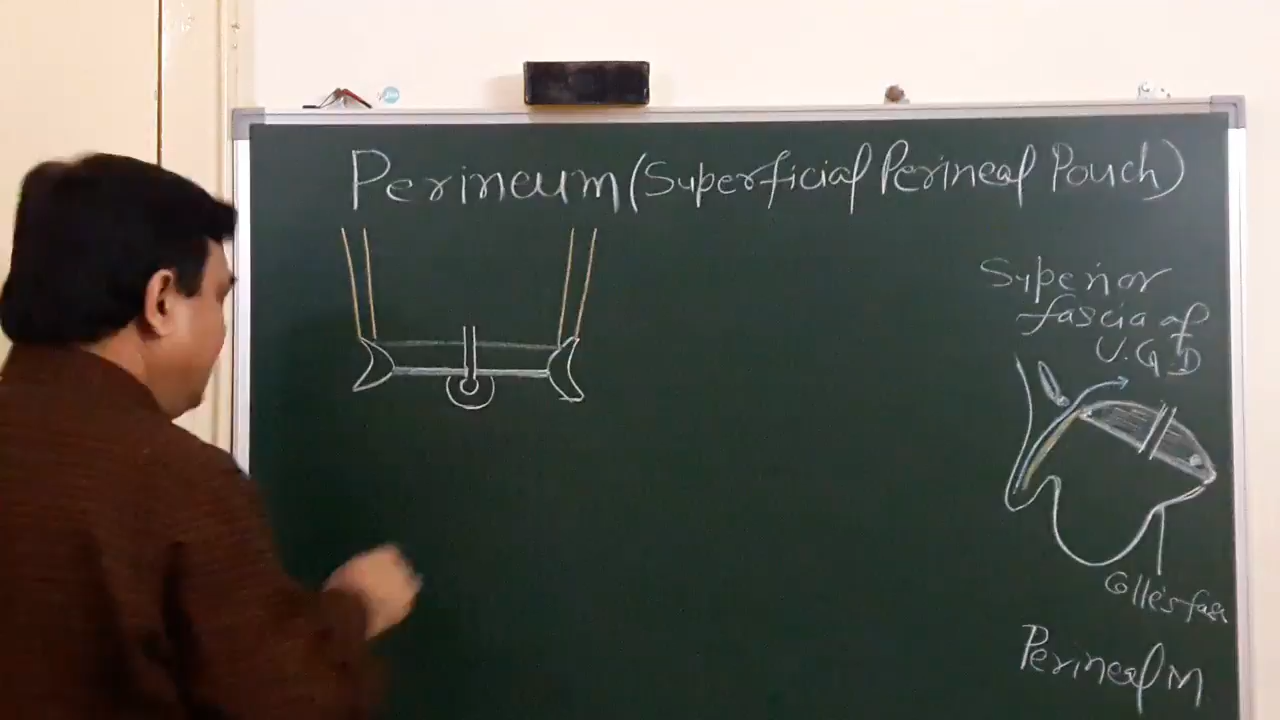 Perineum (Superficial Perineal Pouch)
Superior
fascia of
U.G D
Colle's fas
Perineal M